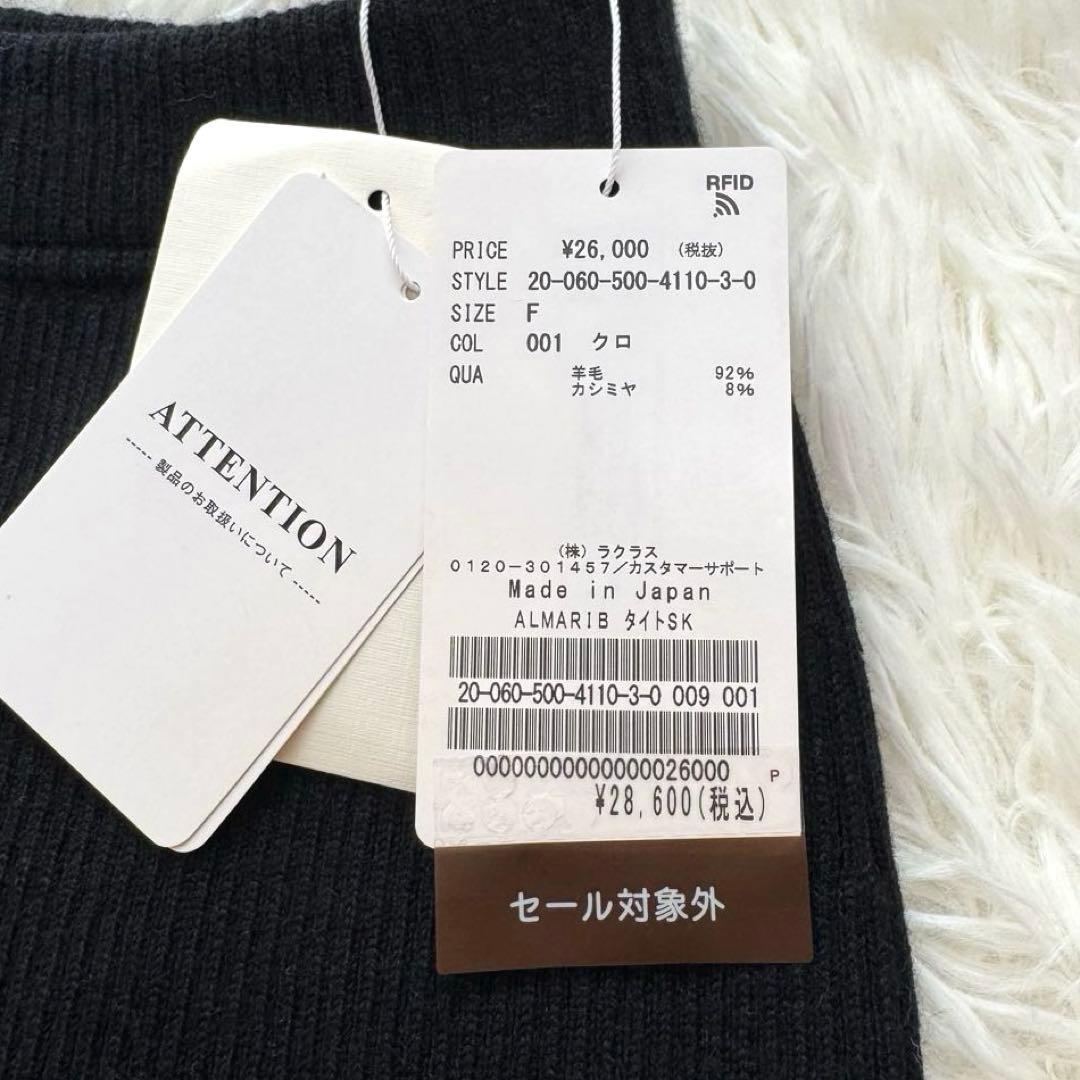 RFID
PRICE ¥26,000 (税抜)
STYLE 20-060-500-4110-3-0
SIZE F
COL 001 クロ
QUA 羊毛 92%
カシミヤ 8%
(株) ラクラス
0120-301457/カスタマーサポート
Made in Japan
ALMARIB タイトSK
20-060-500-4110-3-0 009 001
00000000000000026000 P
¥28,600(税込)
セール対象外
ATTENTION
----- 製品のお取扱いについて -----